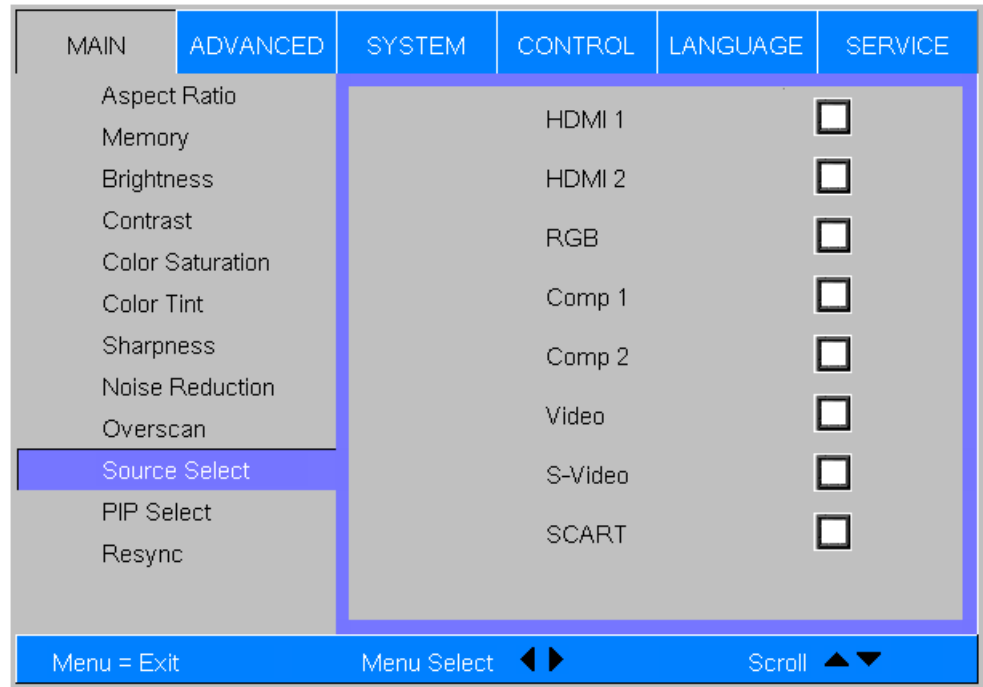 MAIN ADVANCED SYSTEM CONTROL LANGUAGE SERVICE
Aspect Ratio
Memory
Brightness
Contrast
Color Saturation
Color Tint
Sharpness
Noise Reduction
Overscan
Source Select
PIP Select
Resync
HDMI 1
HDMI 2
RGB
Comp 1
Comp 2
Video
S-Video
SCART
Menu = Exit Menu Select Scroll